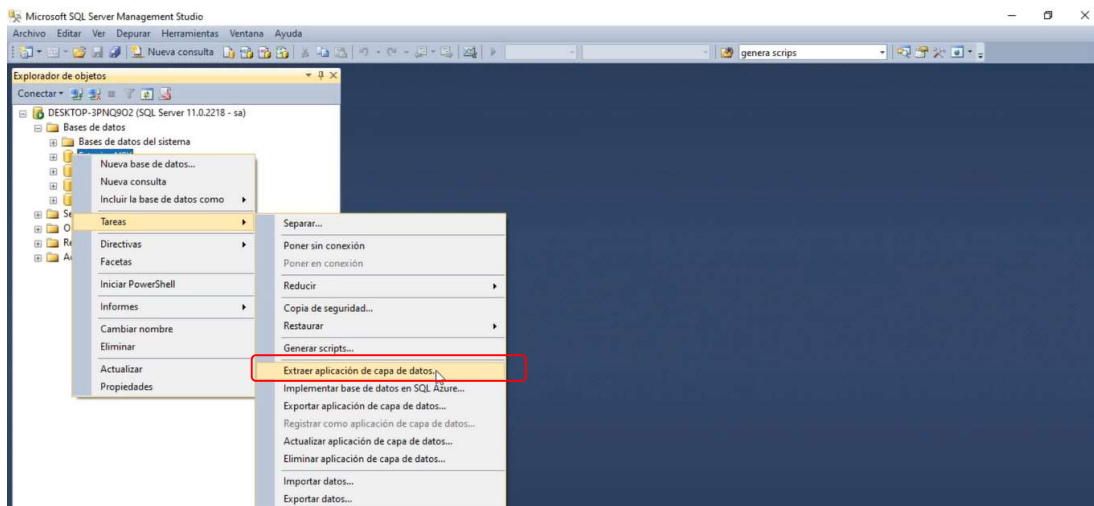 Microsoft SQL Server Management Studio
Archivo Editar Ver Depurar Herramientas Ventana Ayuda
Nueva consulta
genera scrips
Explorador de objetos
Conectar
DESKTOP-3PNQ9O2 (SQL Server 11.0.2218 - sa)
Bases de datos
Bases de datos del sistema
Nueva base de datos...
Nueva consulta
Incluir la base de datos como
Tareas
Directivas
Facetas
Iniciar PowerShell
Informes
Cambiar nombre
Eliminar
Actualizar
Propiedades
Separar...
Poner sin conexión
Poner en conexión
Reducir
Copia de seguridad...
Restaurar
Generar scripts...
Extraer aplicación de capa de datos...
Implementar base de datos en SQL Azure...
Exportar aplicación de capa de datos...
Registrar como aplicación de capa de datos...
Actualizar aplicación de capa de datos...
Eliminar aplicación de capa de datos...
Importar datos...
Exportar datos...